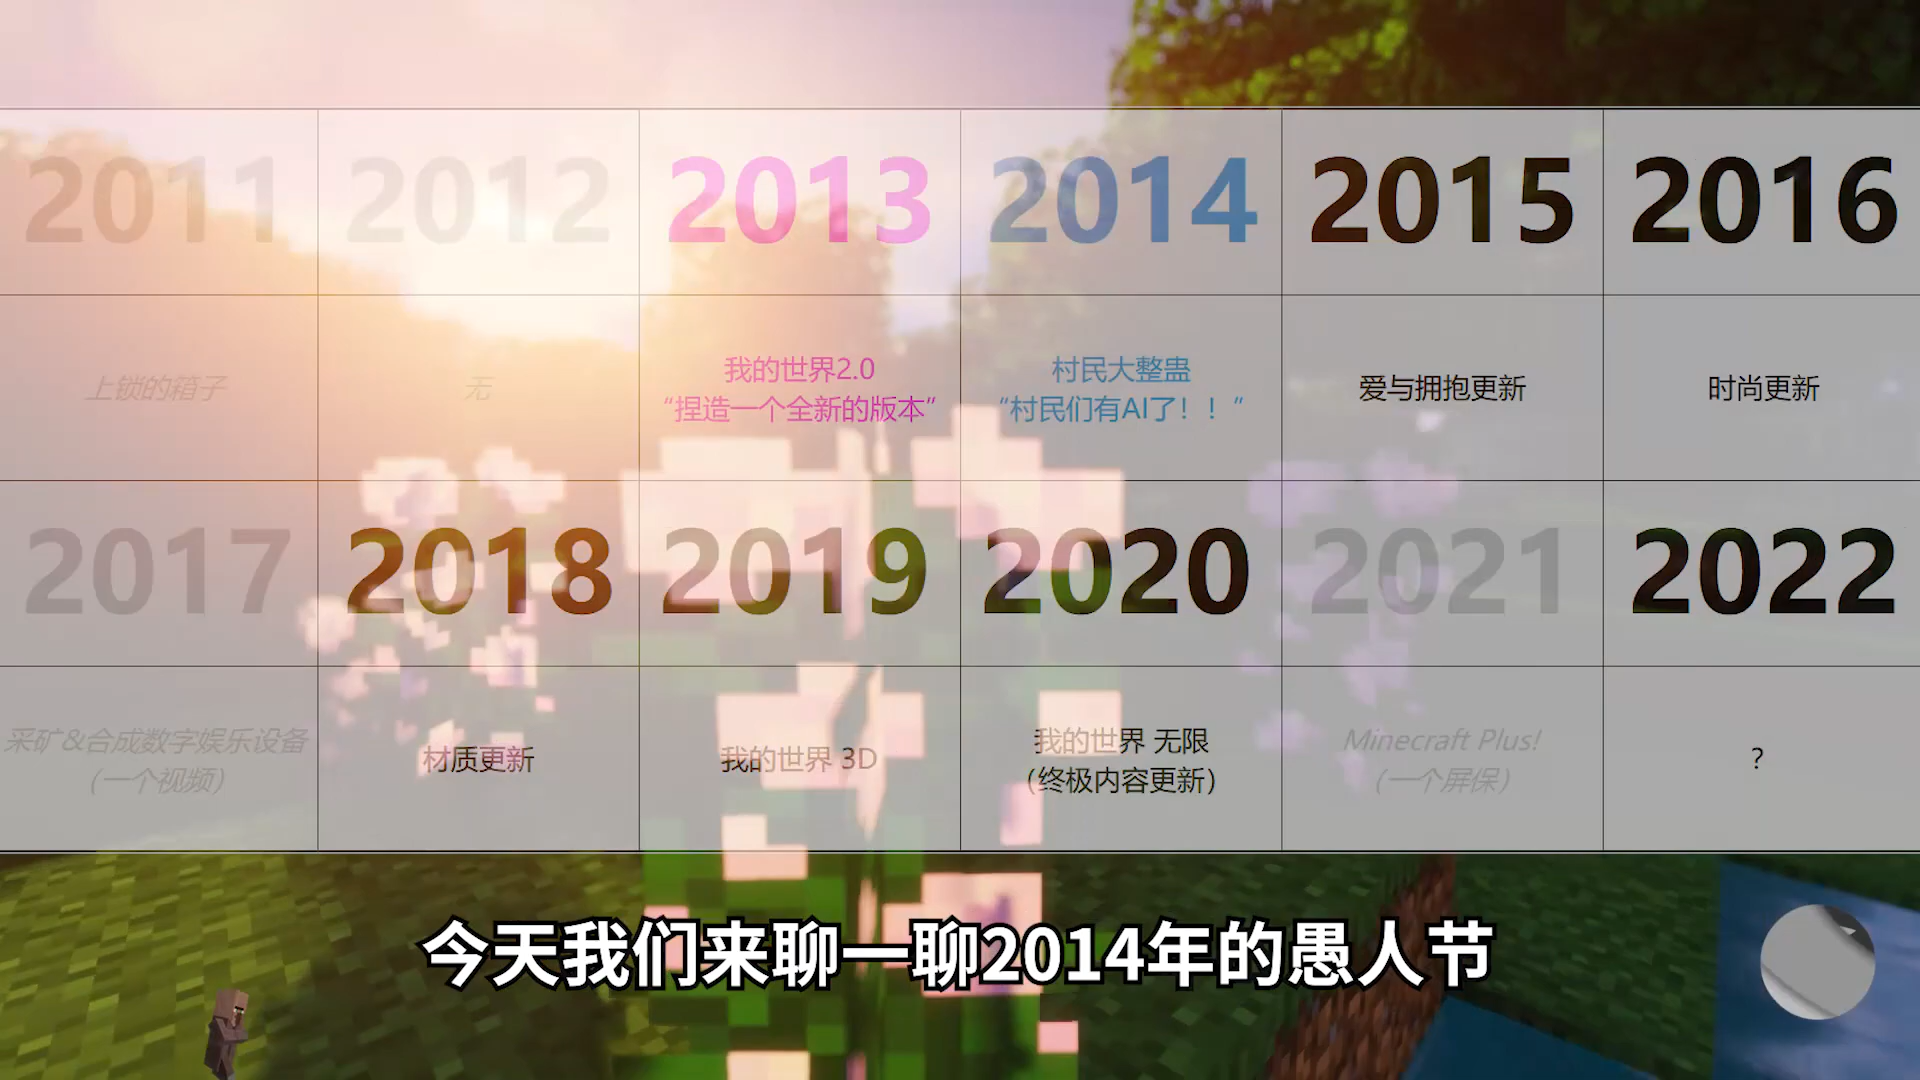 2011 2012 2013 2014 2015 2016
上锁的箱子
无
我的世界2.0
“捏造一个全新的版本”
村民大整蛊
“村民们有AI了！！”
爱与拥抱更新
时尚更新
2017 2018 2019 2020 2021 2022
采矿&合成数字娱乐设备
(一个视频)
材质更新
我的世界 3D
我的世界 无限
(终极内容更新)
Minecraft Plus!
(一个屏保)
?
今天我们来聊一聊2014年的愚人节